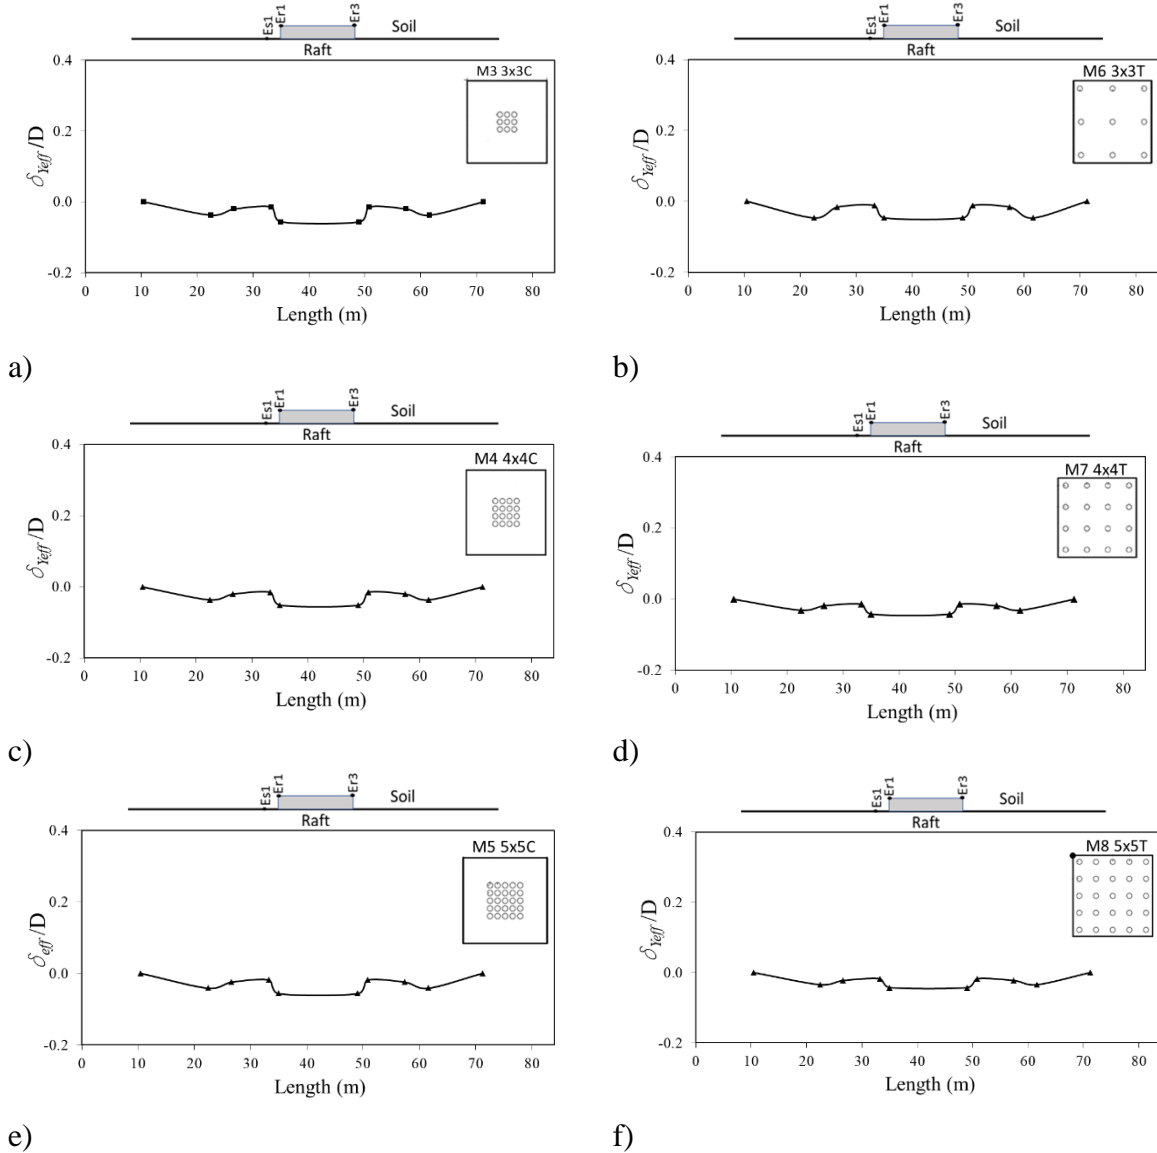 Es1 Er1 Er3 Soil
Raft
M3 3x3C
0.4
0.2
0.0
-0.2
δYeff /D
0 10 20 30 40 50 60 70 80
Length (m)
a)
Es1 Er1 Er3 Soil
Raft
M6 3x3T
0.4
0.2
0.0
-0.2
δYeff /D
0 10 20 30 40 50 60 70 80
Length (m)
b)
Es1 Er1 Er3 Soil
Raft
M4 4x4C
0.4
0.2
0.0
-0.2
δYeff /D
0 10 20 30 40 50 60 70 80
Length (m)
c)
Es1 Er1 Er3 Soil
Raft
M7 4x4T
0.4
0.2
0.0
-0.2
δYeff /D
0 10 20 30 40 50 60 70 80
Length (m)
d)
Es1 Er1 Er3 Soil
Raft
M5 5x5C
0.4
0.2
0.0
-0.2
δeff /D
0 10 20 30 40 50 60 70 80
Length (m)
e)
Es1 Er1 Er3 Soil
Raft
M8 5x5T
0.4
0.2
0.0
-0.2
δYeff /D
0 10 20 30 40 50 60 70 80
Length (m)
f)